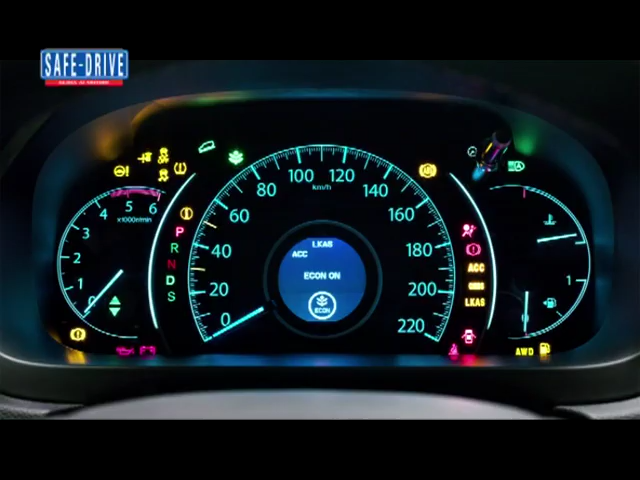 SAFE-DRIVE
1
2
3
4
5
6
x1000r/min
0
P
R
N
D
S
0
20
40
60
80
100
120
140
160
180
200
220
km/h
LKAS
ACC
ECON ON
ECON
ACC
LKAS
A
AWD
0
1